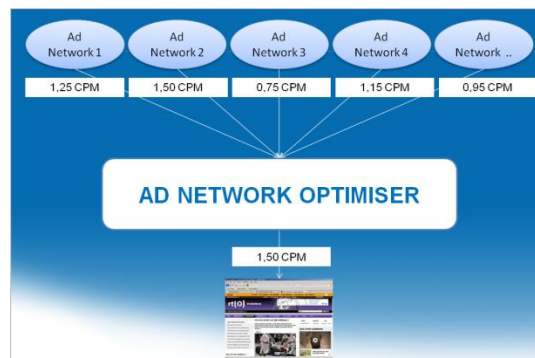 Ad
Network 1
Ad
Network 2
Ad
Network 3
Ad
Network 4
Ad
Network ..
1,25 CPM
1,50 CPM
0,75 CPM
1,15 CPM
0,95 CPM
AD NETWORK OPTIMISER
1,50 CPM